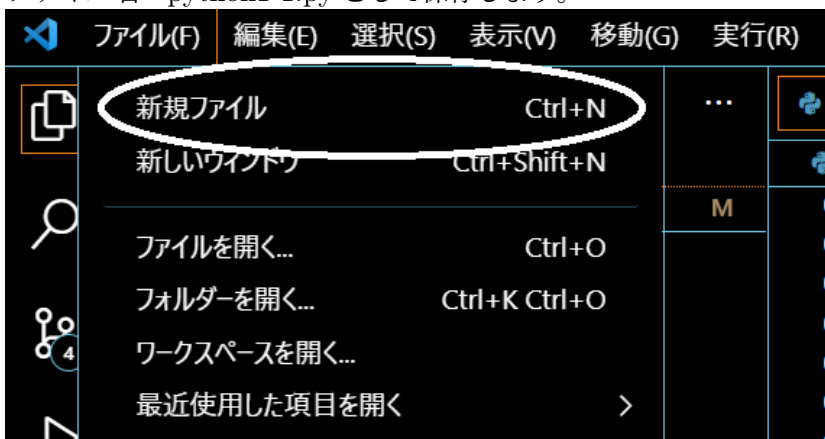 ファイル(F) 編集(E) 選択(S) 表示(V) 移動(G) 実行(R)
新規ファイル Ctrl+N
新しいウィンドウ Ctrl+Shift+N
M
ファイルを開く... Ctrl+O
フォルダーを開く... Ctrl+K Ctrl+O
ワークスペースを開く...
4
最近使用した項目を開く